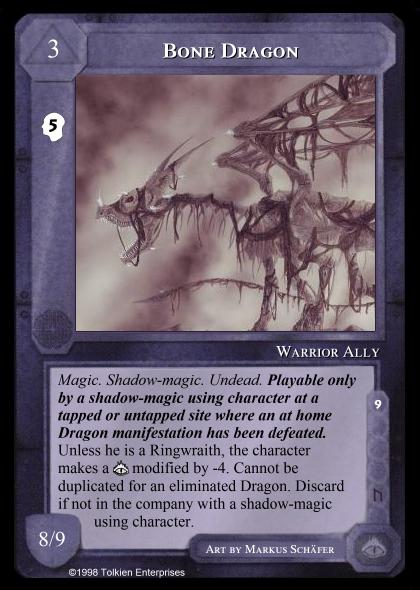 3
BONE DRAGON
5
WARRIOR ALLY
Magic. Shadow-magic. Undead. Playable only
by a shadow-magic using character at a
tapped or untapped site where an at home
Dragon manifestation has been defeated.
Unless he is a Ringwraith, the character
makes a modified by -4. Cannot be
duplicated for an eliminated Dragon. Discard
if not in the company with a shadow-magic
using character.
9
8/9
ART BY MARKUS SCHÄFER
©1998 Tolkien Enterprises